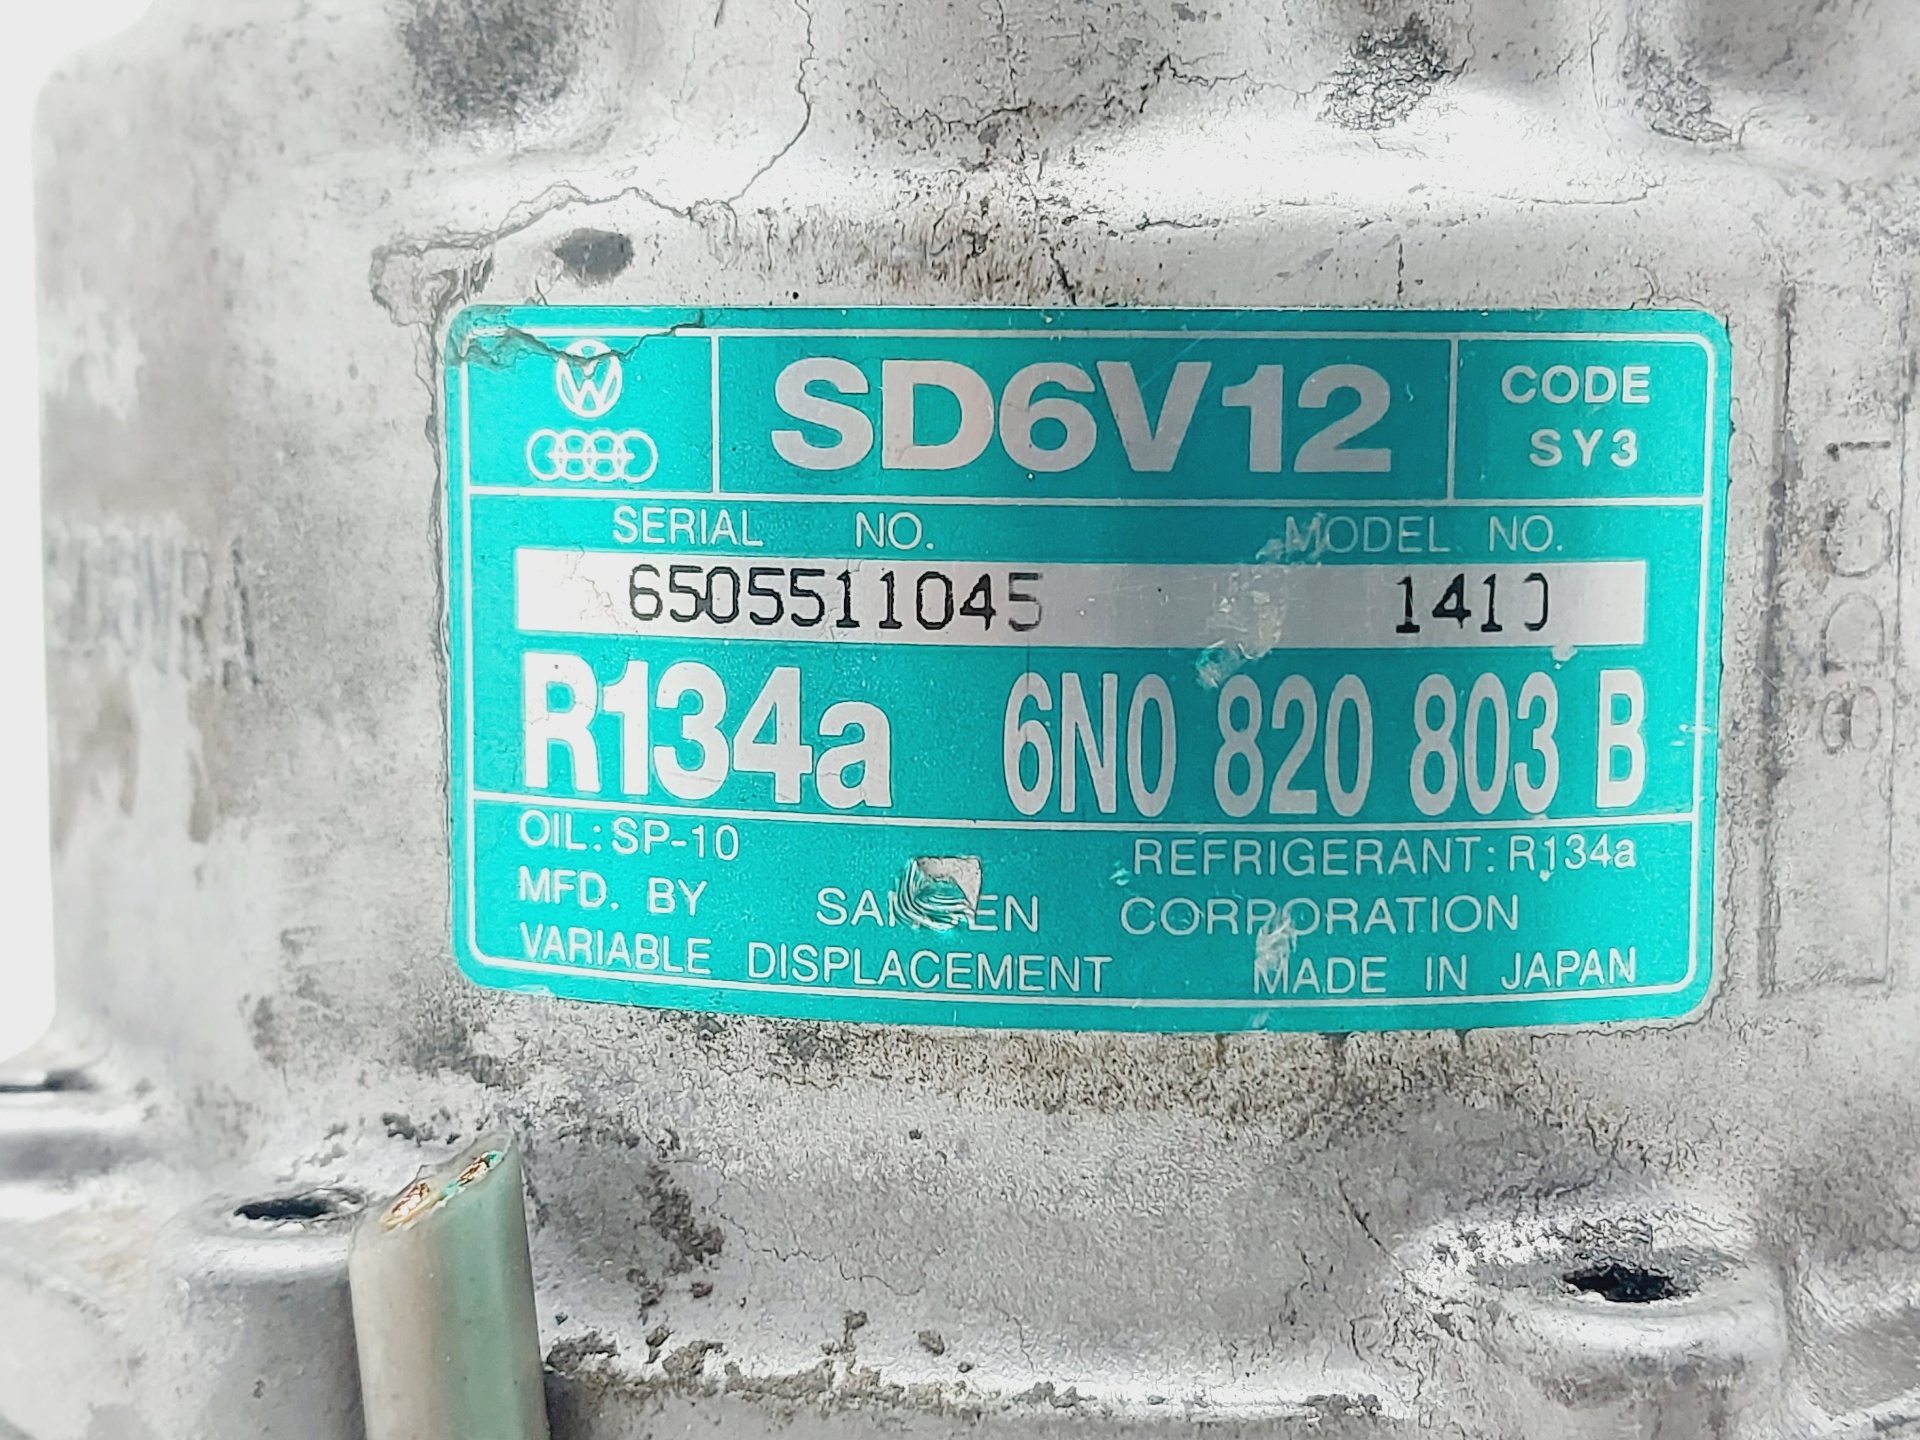 SD6V12
CODE
SY3
SERIAL NO. MODEL NO.
6505511045 1410
R134a 6N0 820 803 B
OIL: SP-10 REFRIGERANT: R134a
MFD. BY CORPORATION
VARIABLE DISPLACEMENT MADE IN JAPAN